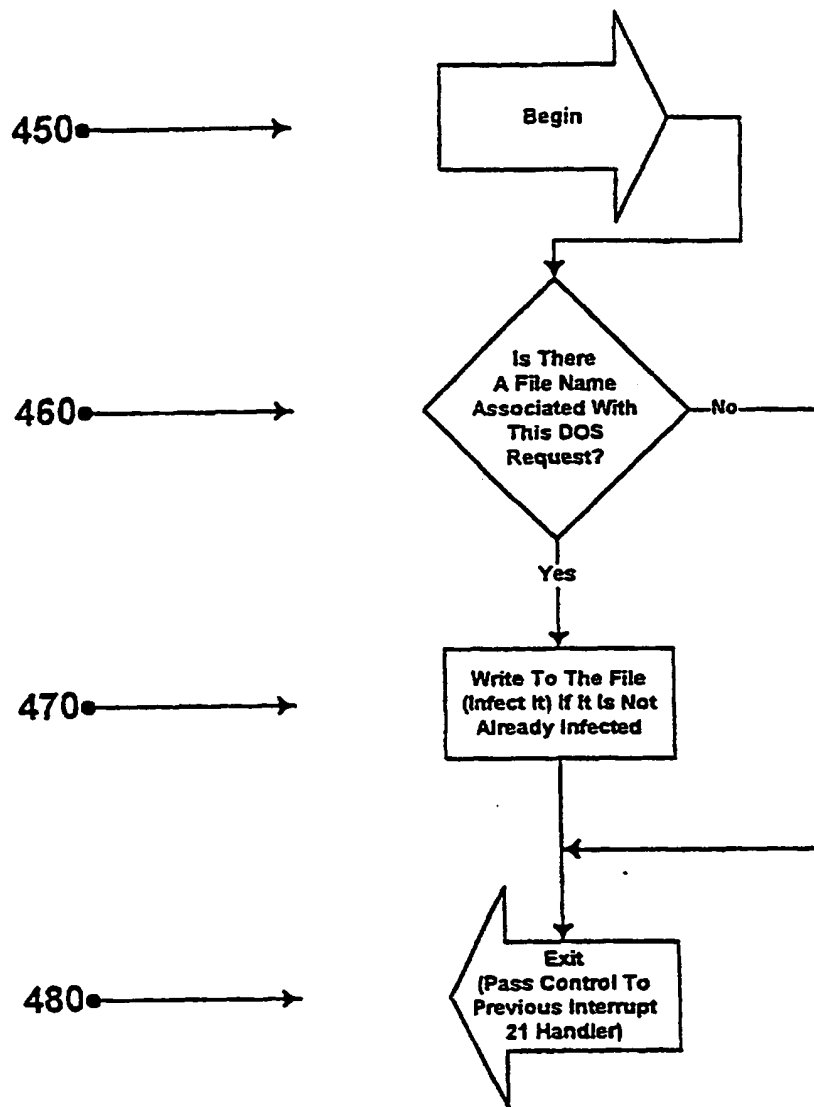 450
Begin
460
Is There
A File Name
Associated With
This DOS
Request?
No
Yes
470
Write To The File
(Infect It) If It Is Not
Already Infected
480
Exit
(Pass Control To
Previous Interrupt
21 Handler)